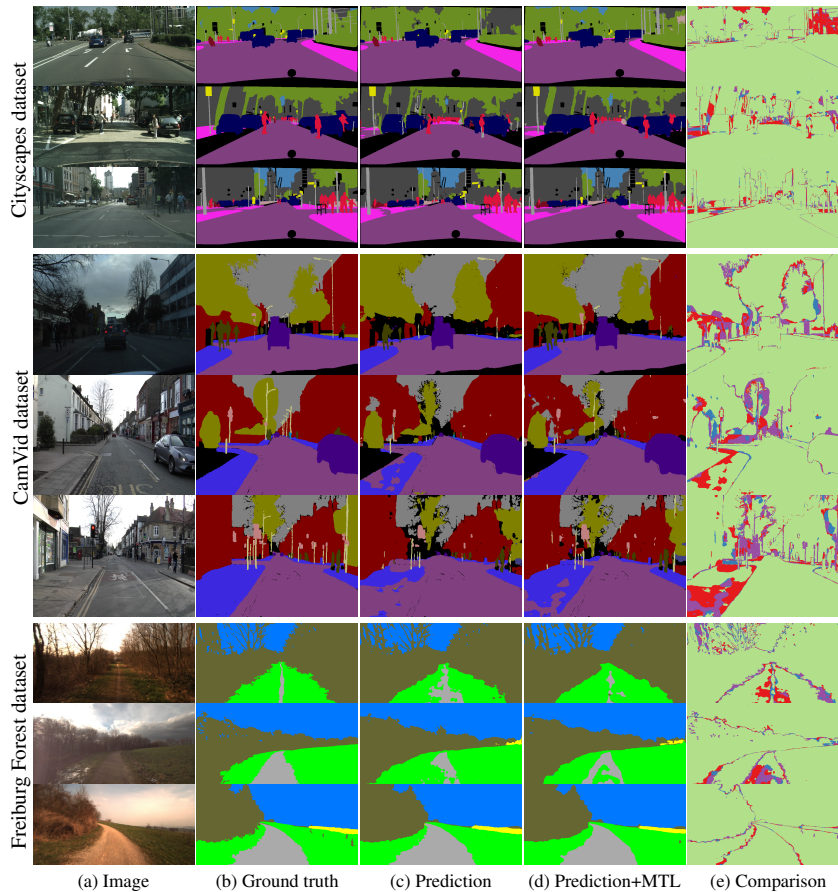 Cityscapes dataset
CamVid dataset
Freiburg Forest dataset
(a) Image
(b) Ground truth
(c) Prediction
(d) Prediction+MTL
(e) Comparison